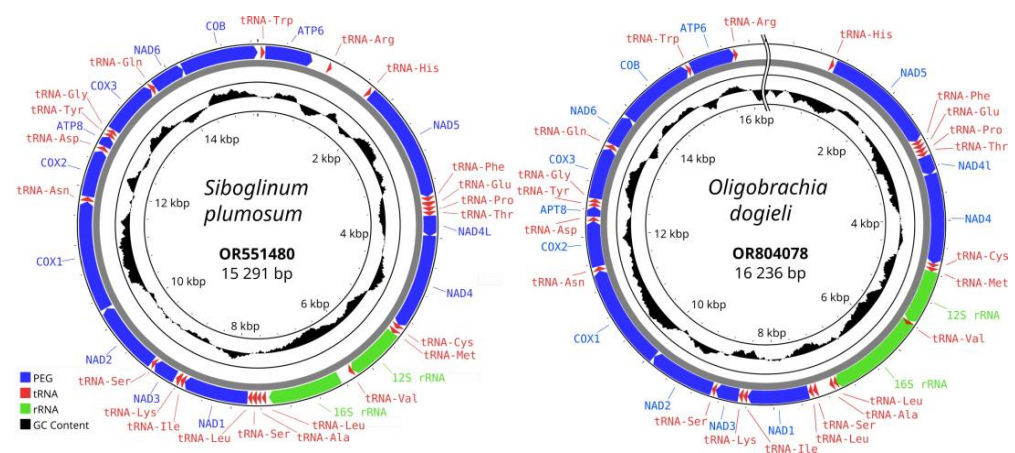 tRNA-Trp
COB
ATP6
tRNA-Arg
NAD6
tRNA-Gln
tRNA-His
COX3
tRNA-Gly
tRNA-Tyr
ATP8
tRNA-Asp
COX2
tRNA-Asn
NAD5
tRNA-Phe
tRNA-Glu
tRNA-Pro
tRNA-Thr
NAD4L
14 kbp
2 kbp
12 kbp
4 kbp
10 kbp
6 kbp
8 kbp
Siboglinum
plumosum
OR551480
15 291 bp
COX1
NAD4
tRNA-Cys
tRNA-Met
NAD2
12S rRNA
tRNA-Ser
NAD3
tRNA-Val
tRNA-Lys
tRNA-Ile
NAD1
16S rRNA
tRNA-Leu
tRNA-Leu
tRNA-Ser
tRNA-Ala
PEG
tRNA
rRNA
GC Content
tRNA-Arg
ATP6
tRNA-Trp
tRNA-His
COB
NAD5
NAD6
tRNA-Phe
tRNA-Glu
tRNA-Pro
tRNA-Thr
NAD4l
tRNA-Gln
COX3
tRNA-Gly
tRNA-Tyr
APT8
tRNA-Asp
COX2
tRNA-Asn
16 kbp
14 kbp
2 kbp
12 kbp
4 kbp
10 kbp
6 kbp
8 kbp
Oligobrachia
dogieli
OR804078
16 236 bp
NAD4
tRNA-Cys
tRNA-Met
12S rRNA
tRNA-Val
COX1
NAD2
16S rRNA
tRNA-Leu
tRNA-Ala
tRNA-Ser
tRNA-Ser
NAD3
NAD1
tRNA-Lys
tRNA-Leu
tRNA-Ile